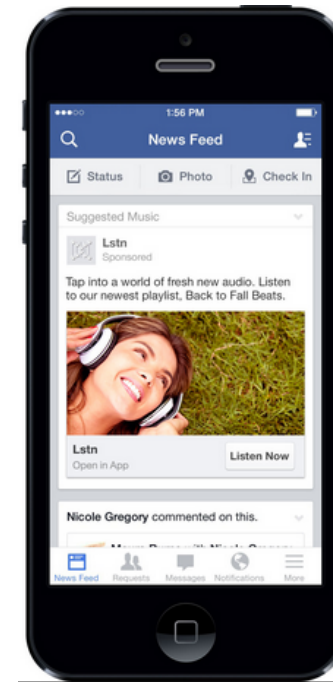 1:56 PM
News Feed
Status Photo Check In
Suggested Music
Lstn
Sponsored
Tap into a world of fresh new audio. Listen
to our newest playlist, Back to Fall Beats.
Lstn
Open in App
Listen Now
Nicole Gregory commented on this.
News Feed Requests Messages Notifications More